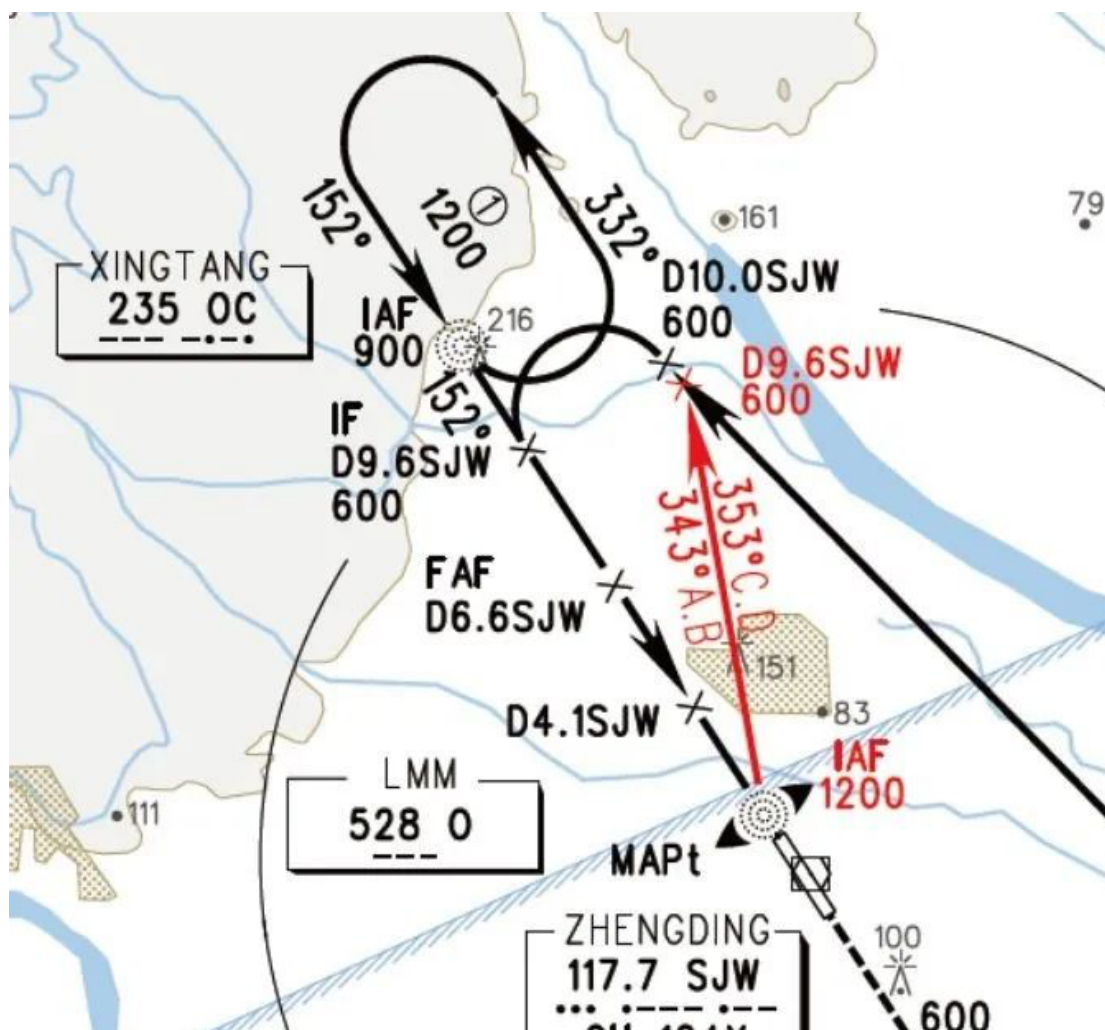 152°
1200 ①
332°
161
79
XINGTANG
235 OC
IAF
900
216
D10.0SJW
600
D9.6SJW
600
152°
IF
D9.6SJW
600
FAF
D6.6SJW
353°C.D
343°A.B
151
D4.1SJW
83
IAF
1200
111
LMM
528 O
MAPt
ZHENGDING
117.7 SJW
100
600